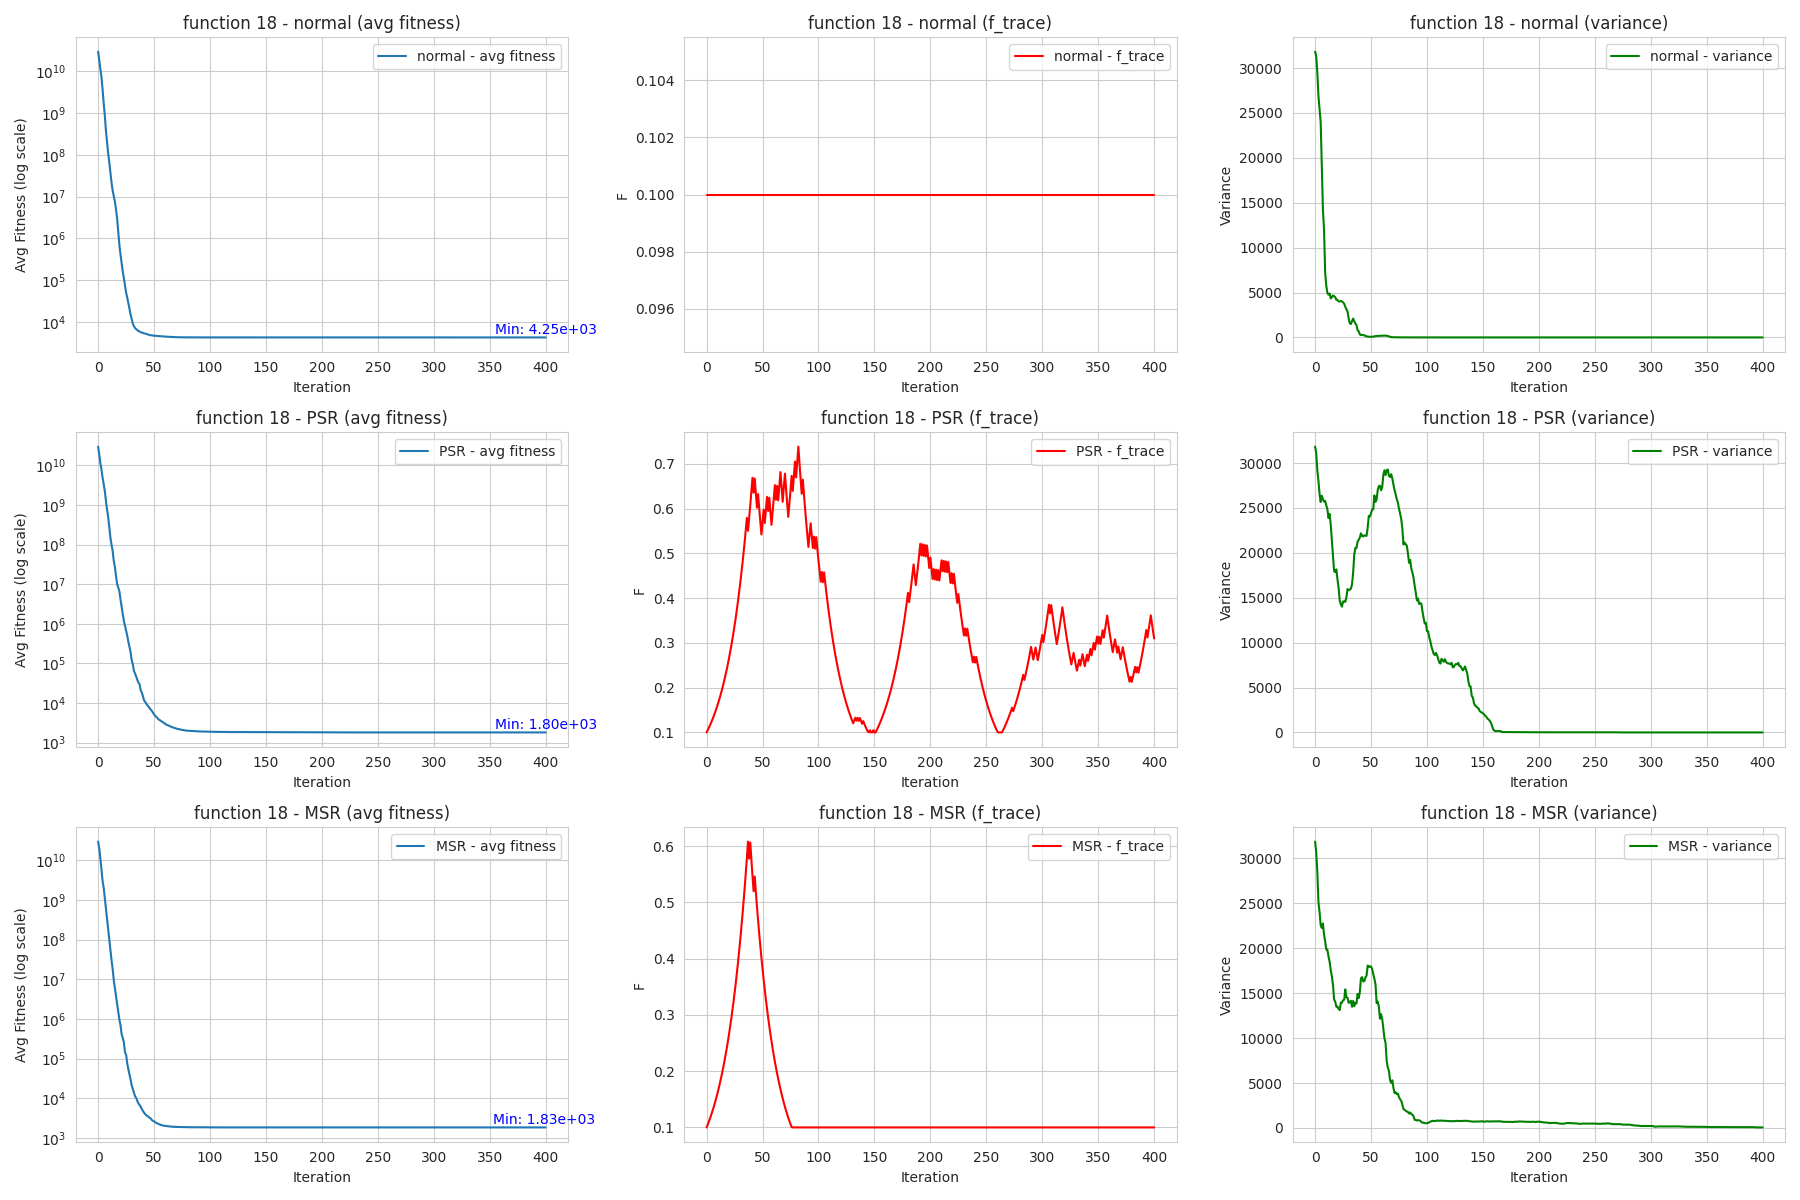 function 18 - normal (avg fitness)
normal - avg fitness
Avg Fitness (log scale)
10^10
10^9
10^8
10^7
10^6
10^5
10^4
Min: 4.25e+03
0 50 100 150 200 250 300 350 400
Iteration
function 18 - normal (f_trace)
normal - f_trace
F
0.104
0.102
0.100
0.098
0.096
0 50 100 150 200 250 300 350 400
Iteration
function 18 - normal (variance)
normal - variance
Variance
30000
25000
20000
15000
10000
5000
0
0 50 100 150 200 250 300 350 400
Iteration
function 18 - PSR (avg fitness)
PSR - avg fitness
Avg Fitness (log scale)
10^10
10^9
10^8
10^7
10^6
10^5
10^4
10^3
Min: 1.80e+03
0 50 100 150 200 250 300 350 400
Iteration
function 18 - PSR (f_trace)
PSR - f_trace
F
0.7
0.6
0.5
0.4
0.3
0.2
0.1
0 50 100 150 200 250 300 350 400
Iteration
function 18 - PSR (variance)
PSR - variance
Variance
30000
25000
20000
15000
10000
5000
0
0 50 100 150 200 250 300 350 400
Iteration
function 18 - MSR (avg fitness)
MSR - avg fitness
Avg Fitness (log scale)
10^10
10^9
10^8
10^7
10^6
10^5
10^4
10^3
Min: 1.83e+03
0 50 100 150 200 250 300 350 400
Iteration
function 18 - MSR (f_trace)
MSR - f_trace
F
0.6
0.5
0.4
0.3
0.2
0.1
0 50 100 150 200 250 300 350 400
Iteration
function 18 - MSR (variance)
MSR - variance
Variance
30000
25000
20000
15000
10000
5000
0
0 50 100 150 200 250 300 350 400
Iteration